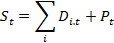 S_t = \sum_i D_{i.t} + P_t